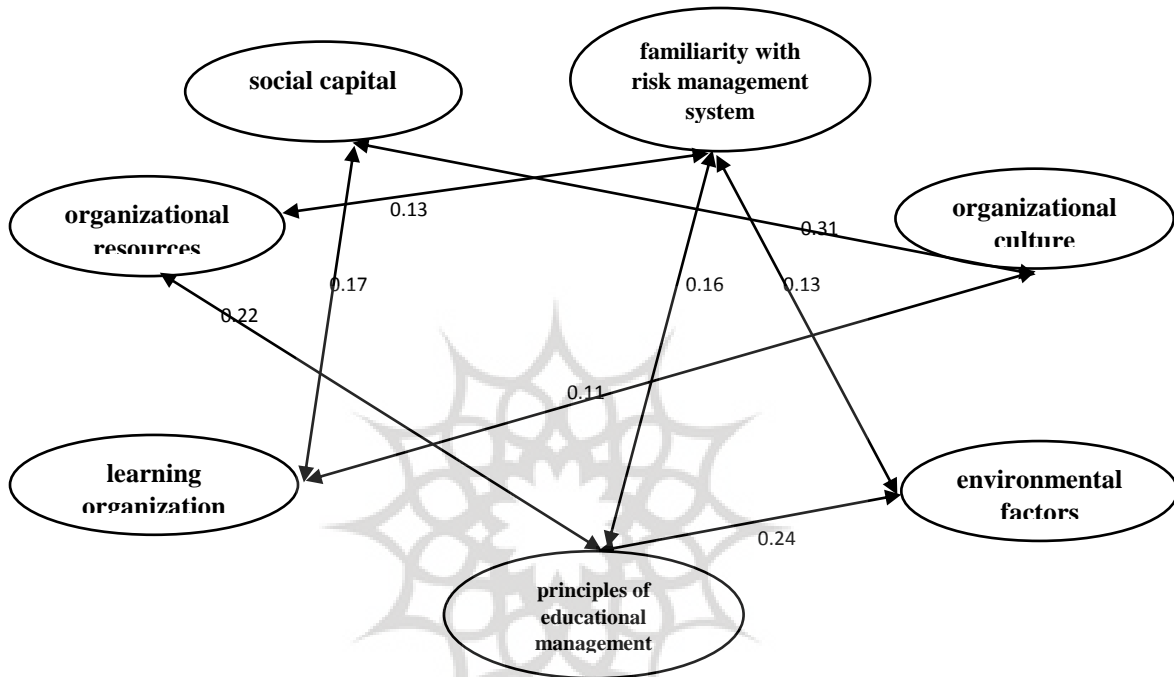 social capital
familiarity with
risk management
system
organizational
resources
organizational
culture
0.13
0.31
0.17
0.16
0.13
0.22
0.11
learning
organization
environmental
factors
0.24
principles of
educational
management